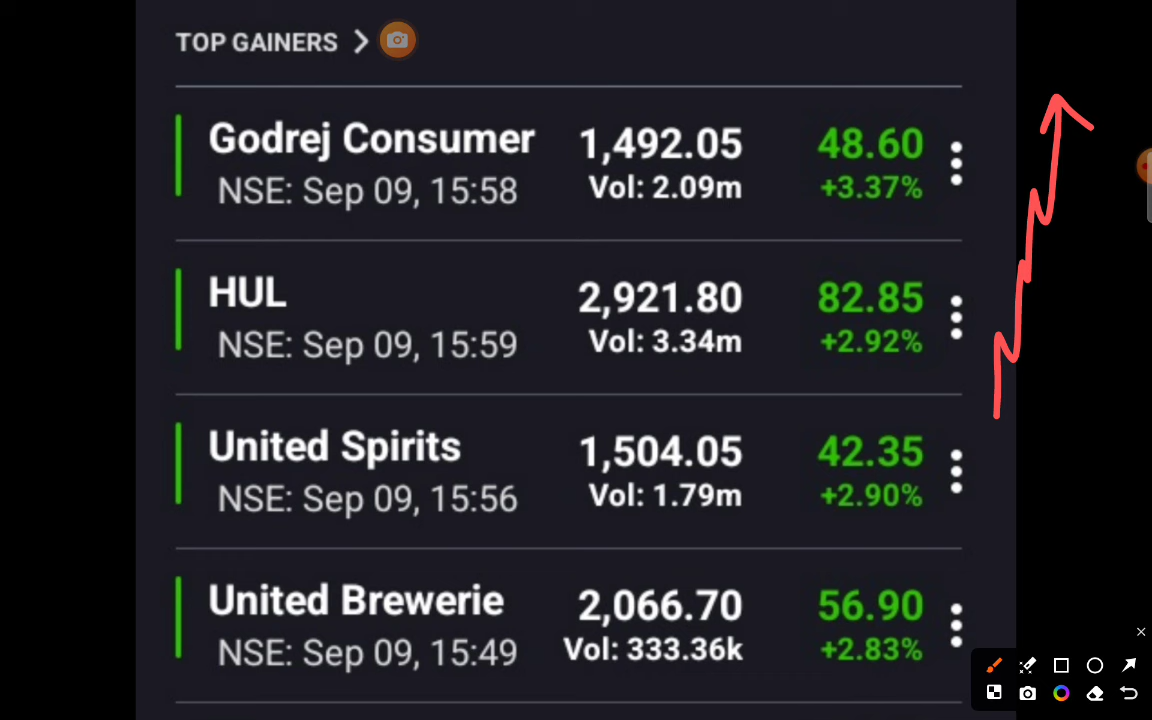 TOP GAINERS
Godrej Consumer 1,492.05 48.60
NSE: Sep 09, 15:58 Vol: 2.09m +3.37%
HUL 2,921.80 82.85
NSE: Sep 09, 15:59 Vol: 3.34m +2.92%
United Spirits 1,504.05 42.35
NSE: Sep 09, 15:56 Vol: 1.79m +2.90%
United Brewerie 2,066.70 56.90
NSE: Sep 09, 15:49 Vol: 333.36k +2.83%